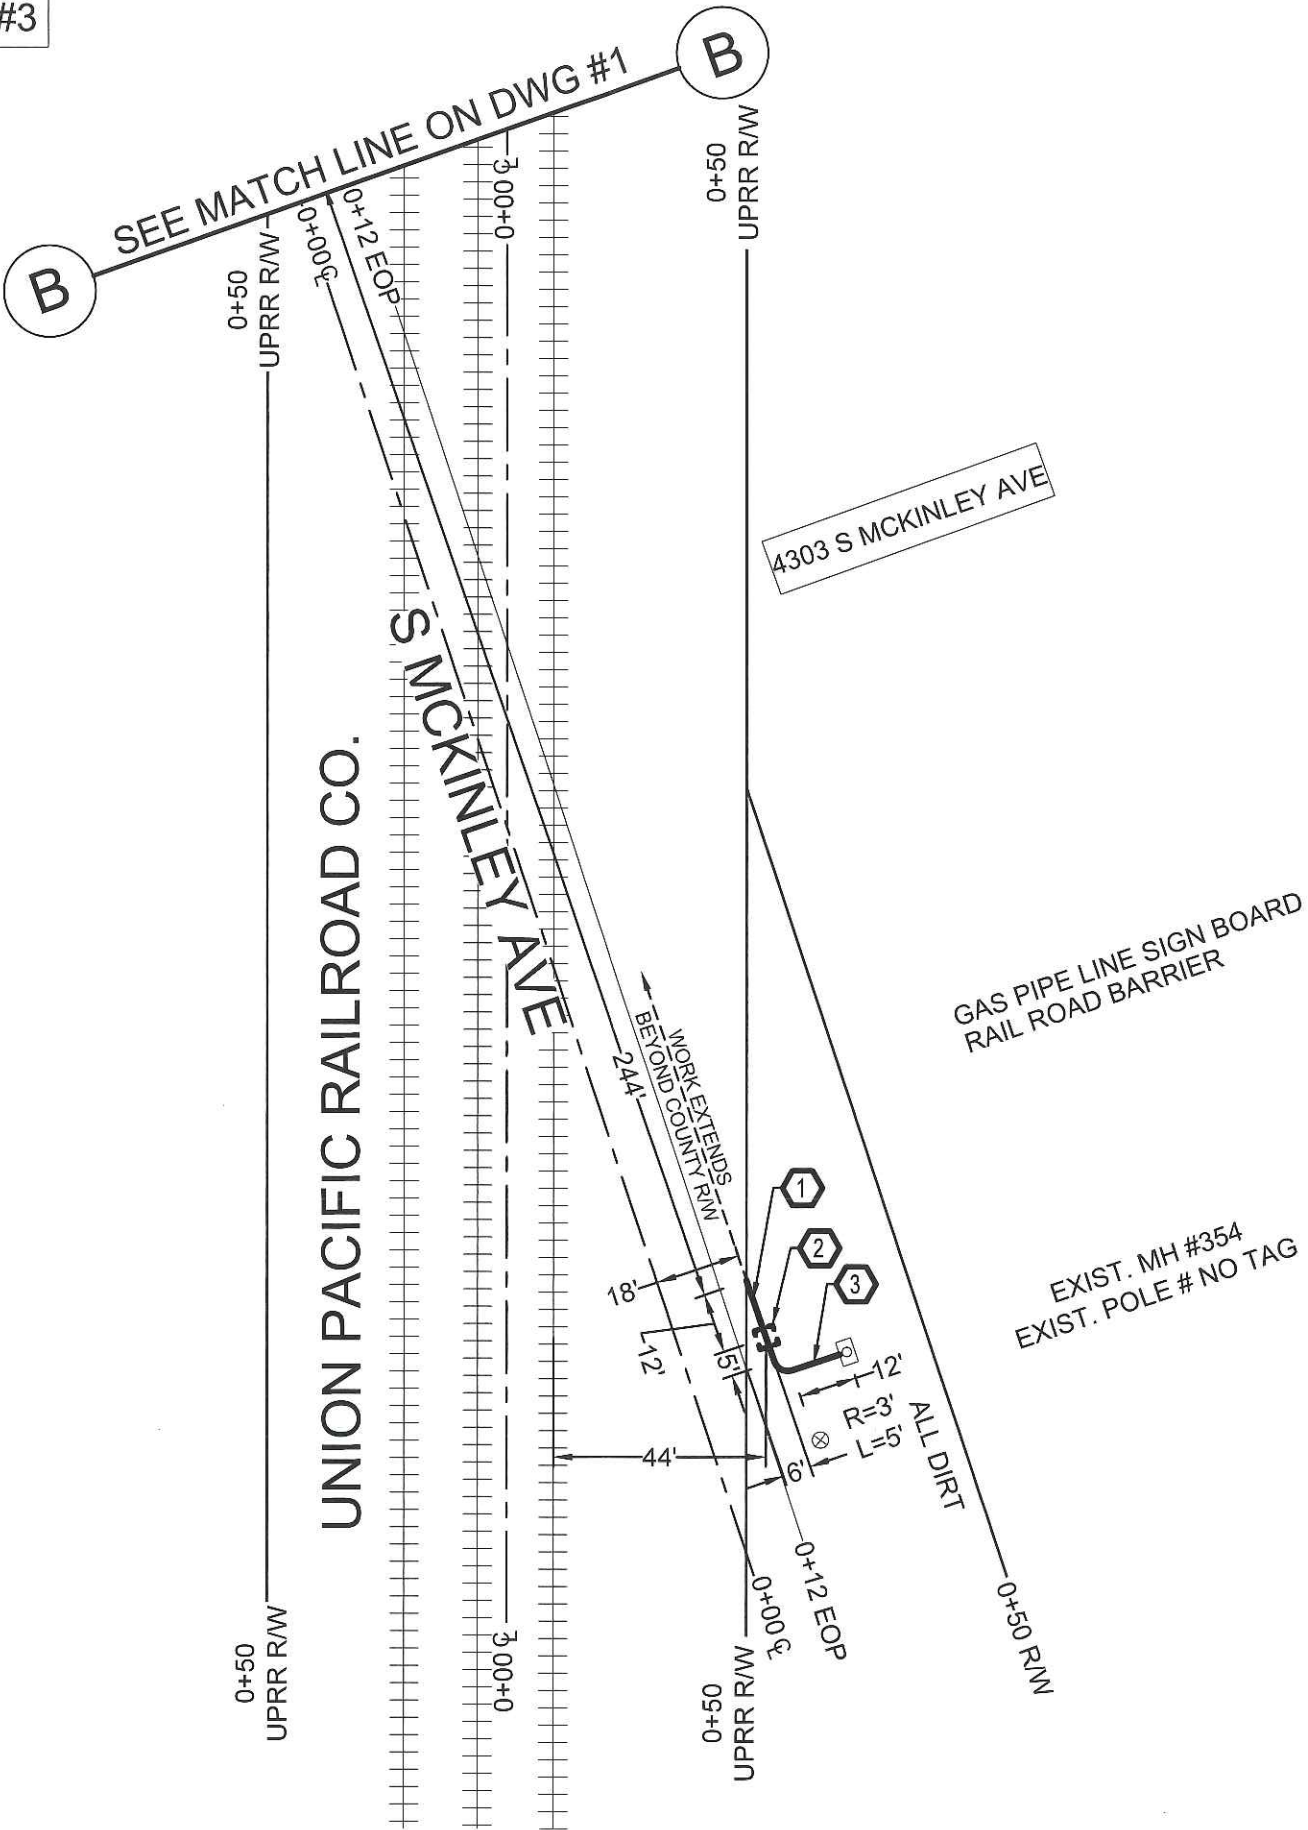 #3
B
SEE MATCH LINE ON DWG #1
B
0+50
UPRR R/W
0+00 ℄
0+12 EOP
0+00 ℄
0+50
UPRR R/W
4303 S MCKINLEY AVE
S MCKINLEY AVE
UNION PACIFIC RAILROAD CO.
GAS PIPE LINE SIGN BOARD
RAIL ROAD BARRIER
WORK EXTENDS
BEYOND COUNTY R/W
244'
1
2
3
18'
12'
5'
EXIST. MH #354
EXIST. POLE # NO TAG
12'
R=3'
L=5'
ALL DIRT
44'
6'
0+50
UPRR R/W
0+00 ℄
0+50
UPRR R/W
0+00 ℄
0+12 EOP
0+50 R/W